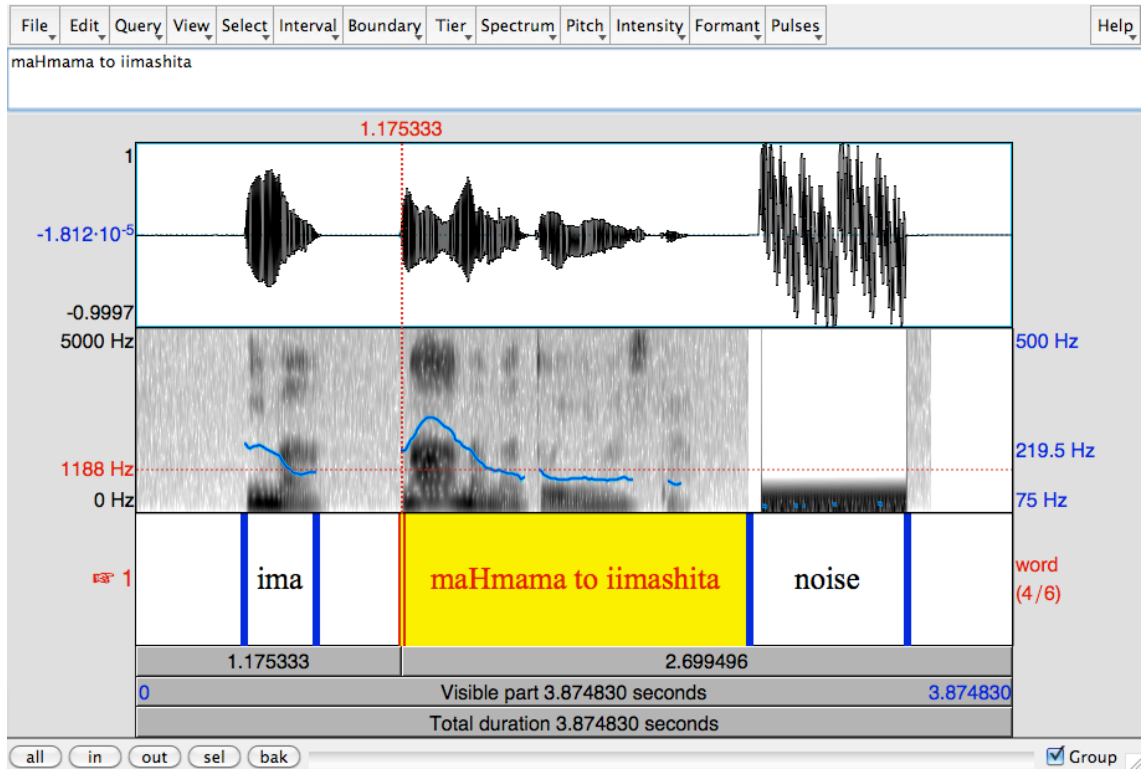 File Edit Query View Select Interval Boundary Tier Spectrum Pitch Intensity Formant Pulses Help
maHmama to iimashita
1.175333
1
-1.812·10⁻⁵
-0.9997
5000 Hz 500 Hz
1188 Hz 219.5 Hz
0 Hz 75 Hz
☞ 1 ima maHmama to iimashita noise word
(4/6)
1.175333 2.699496
0 Visible part 3.874830 seconds 3.874830
Total duration 3.874830 seconds
all in out sel bak Group